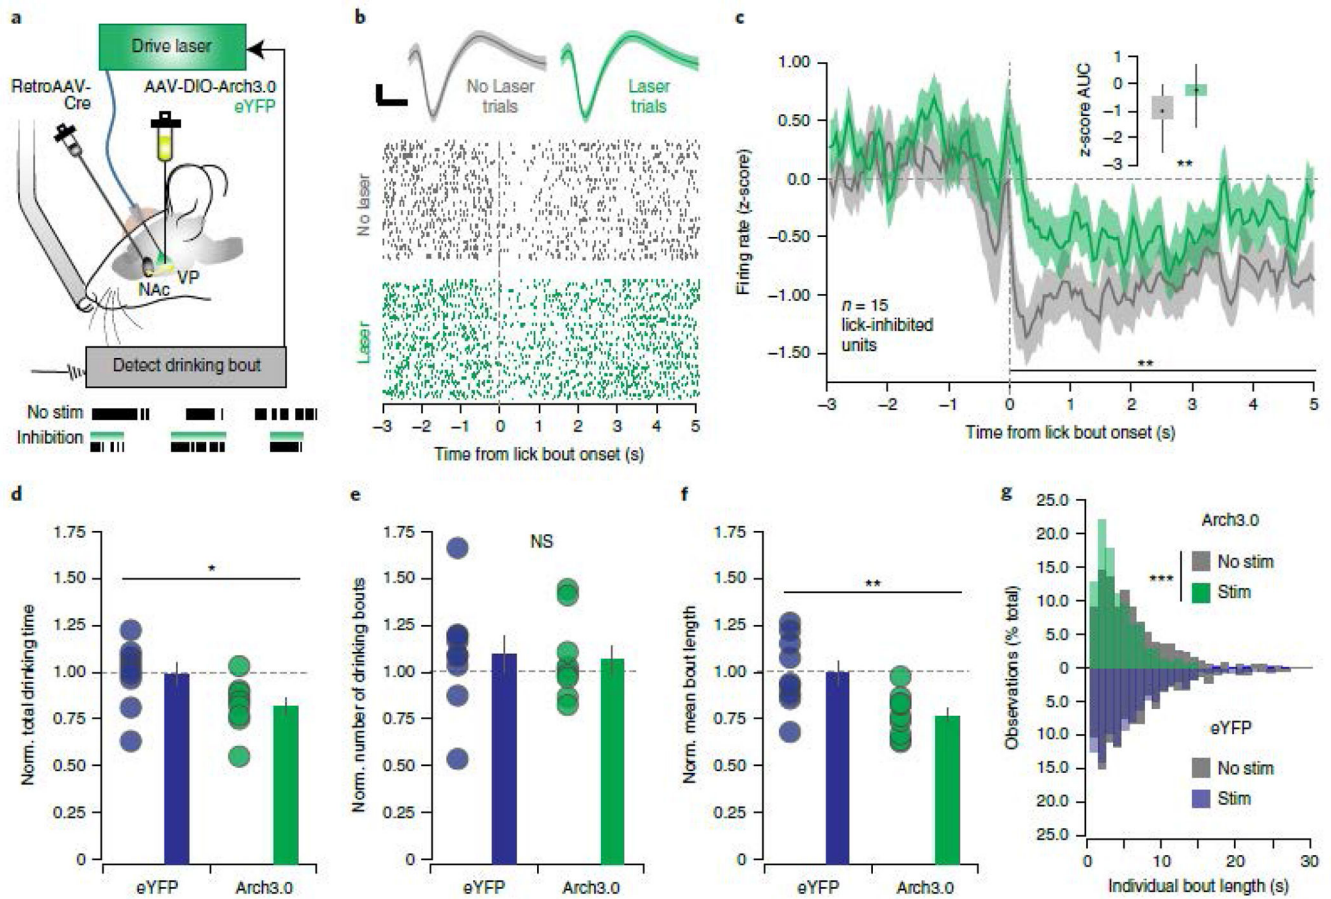 a
Drive laser
RetroAAV-
Cre
AAV-DIO-Arch3.0
eYFP
NAc
VP
Detect drinking bout
No stim
Inhibition
b
No Laser
trials
Laser
trials
No laser
Laser
–3 –2 –1 0 1 2 3 4 5
Time from lick bout onset (s)
c
1.00
0.50
0.0
–0.50
–1.00
–1.50
Firing rate (z-score)
n = 15
lick-inhibited
units
1
0
–1
–2
–3
z-score AUC
**
**
–3 –2 –1 0 1 2 3 4 5
Time from lick bout onset (s)
d
1.75
1.50
1.25
1.00
0.75
0.50
0.25
0
Norm. total drinking time
*
eYFP Arch3.0
e
1.75
1.50
1.25
1.00
0.75
0.50
0.25
0
Norm. number of drinking bouts
NS
eYFP Arch3.0
f
1.75
1.50
1.25
1.00
0.75
0.50
0.25
0
Norm. mean bout length
**
eYFP Arch3.0
g
25.0
20.0
15.0
10.0
5.0
0
5.0
10.0
15.0
20.0
25.0
Observations (% total)
Arch3.0
***
No stim
Stim
eYFP
No stim
Stim
0 10 20 30
Individual bout length (s)